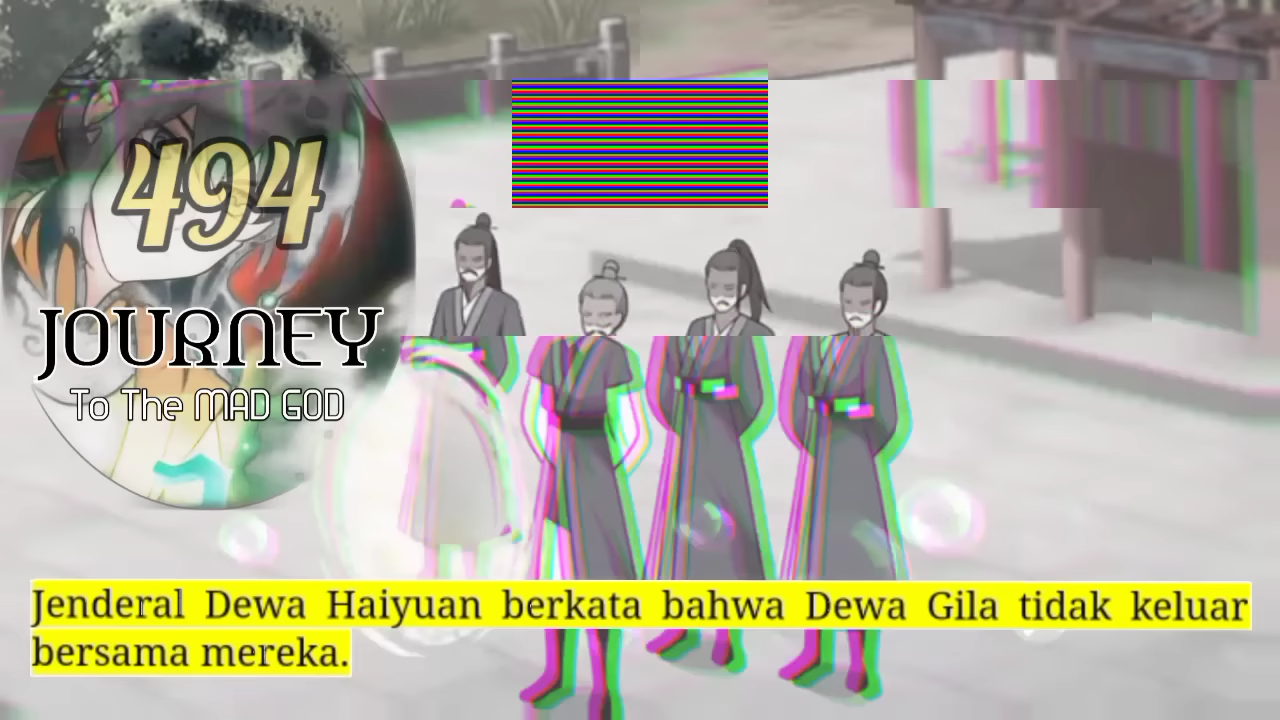 494
JOURNEY
To The MAD GOD
Jenderal Dewa Haiyuan berkata bahwa Dewa Gila tidak keluar
bersama mereka.